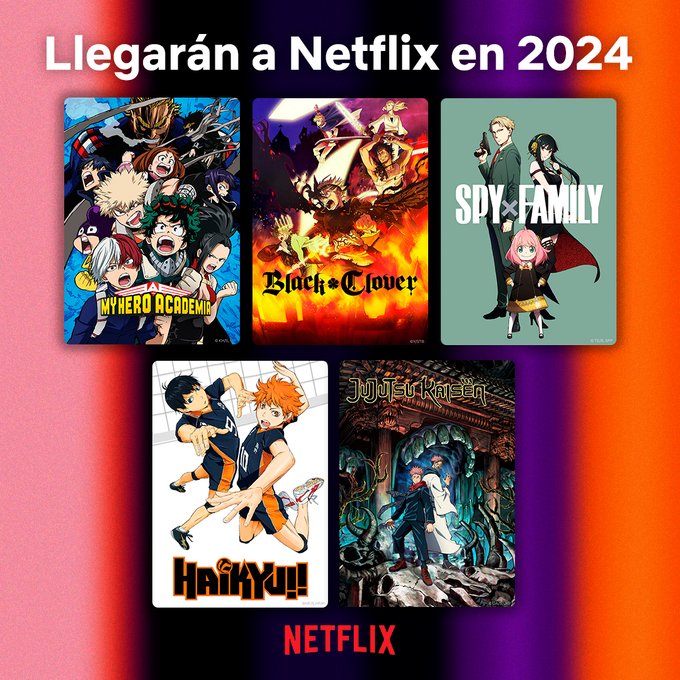 Llegarán a Netflix en 2024
MY HERO ACADEMIA
Black Clover
SPY×FAMILY
HAIKYU!!
JUJUTSU KAISEN
NETFLIX